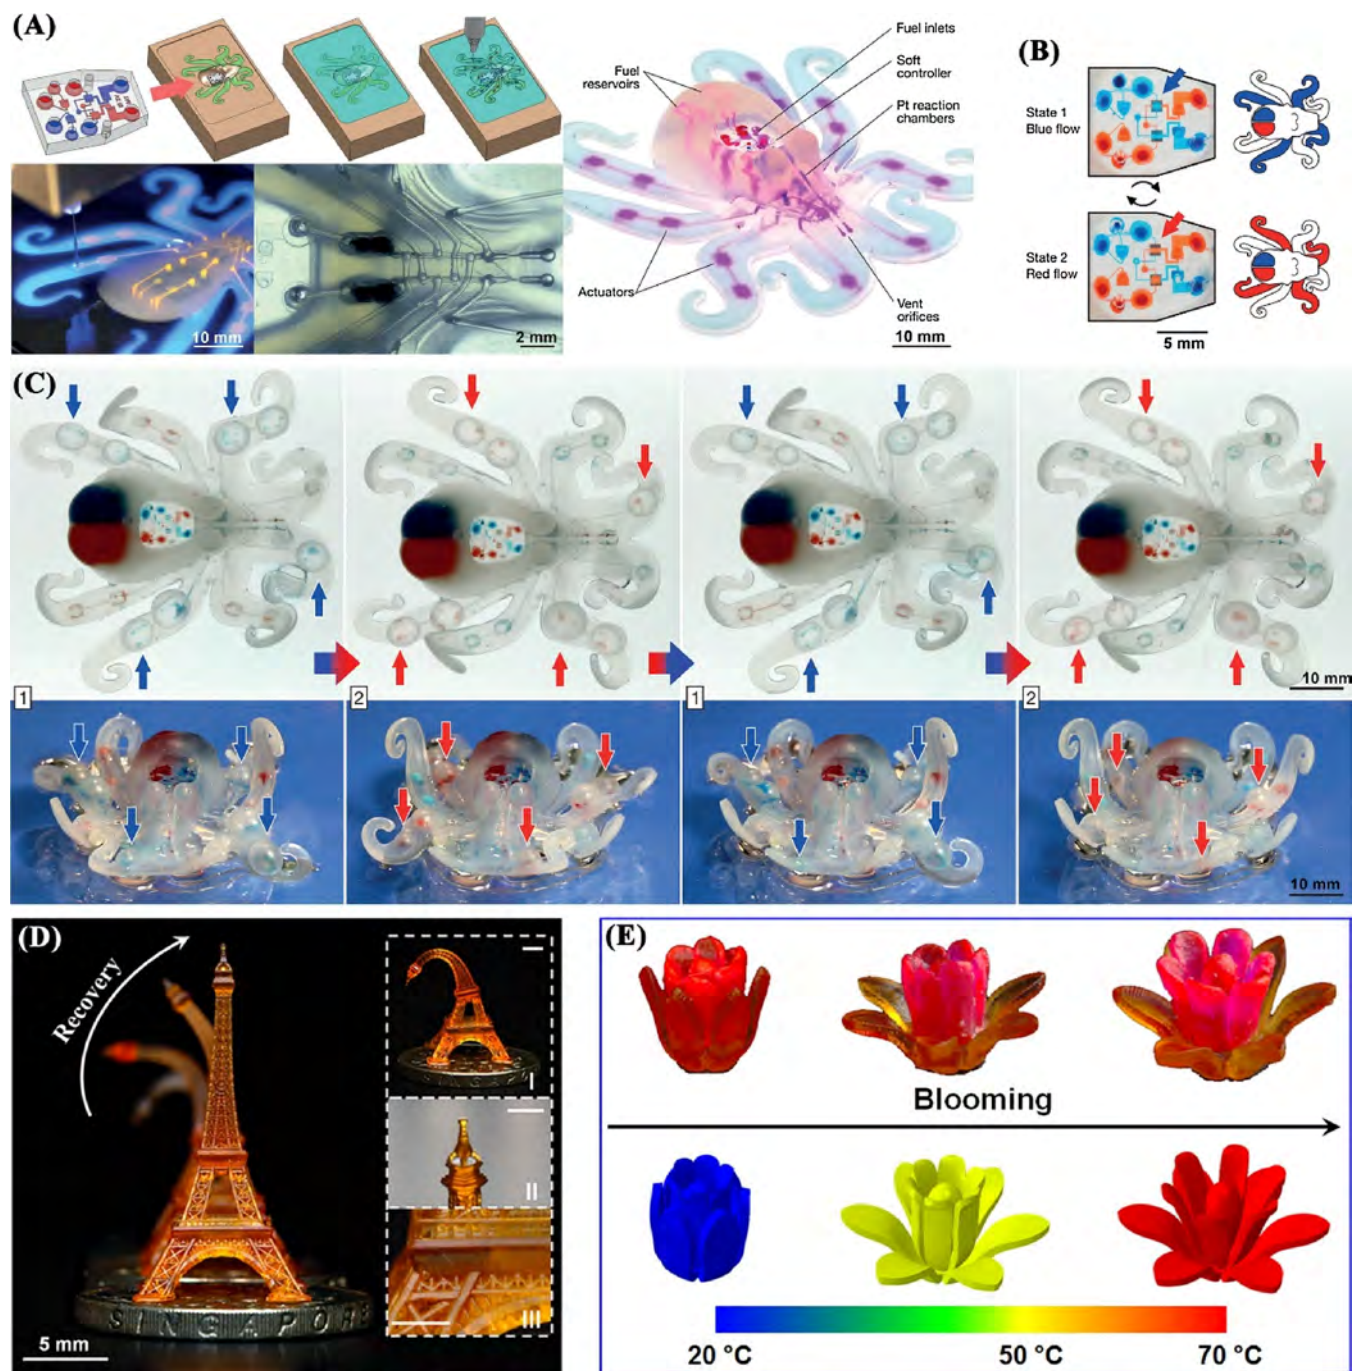 (A)
Fuel inlets
Soft
controller
Fuel
reservoirs
Pt reaction
chambers
Actuators
Vent
orifices
10 mm
2 mm
10 mm
(B)
State 1
Blue flow
State 2
Red flow
5 mm
(C)
10 mm
1
2
1
2
10 mm
(D)
Recovery
I
II
III
SINGAPORE
5 mm
(E)
Blooming
20 °C
50 °C
70 °C